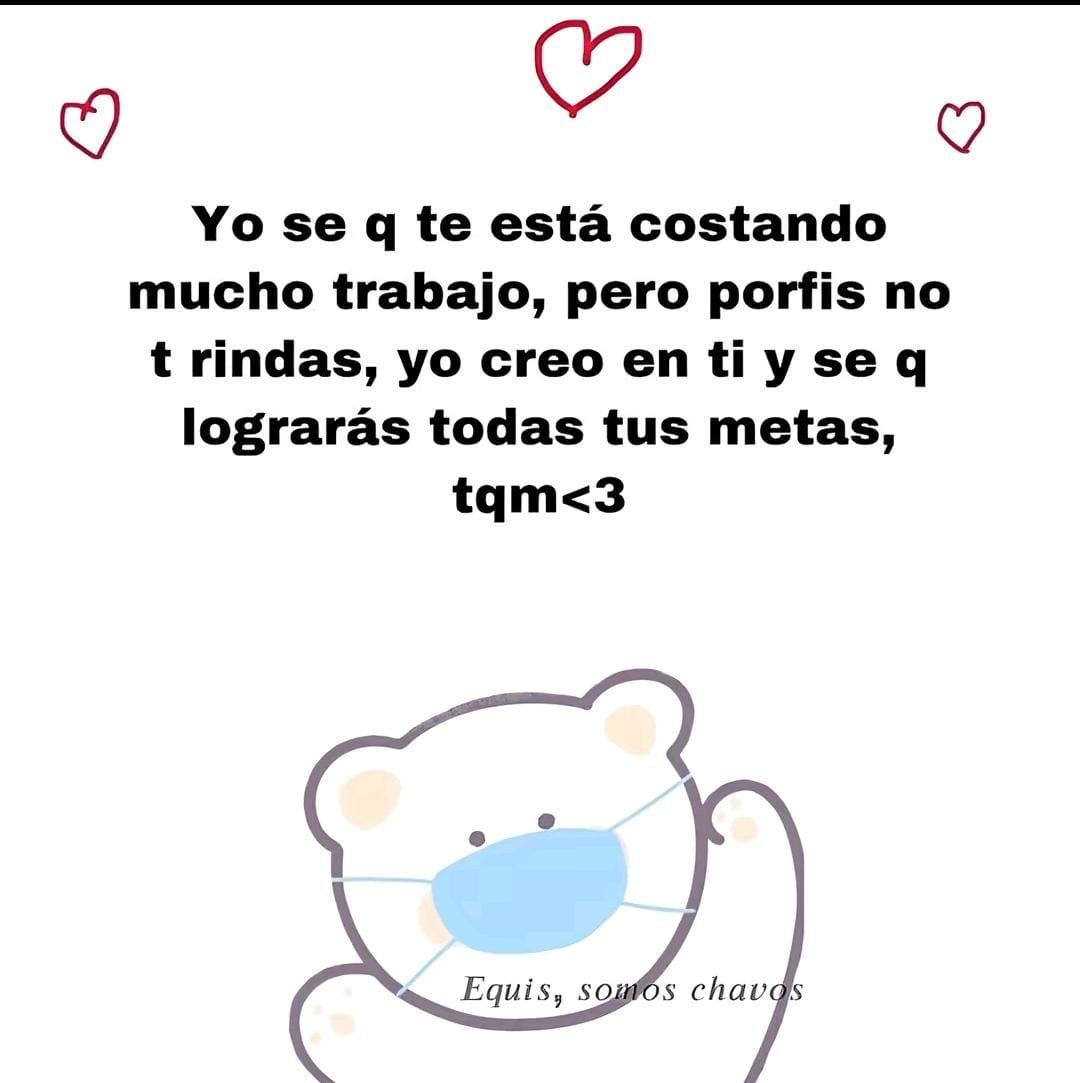 Yo se q te está costando
mucho trabajo, pero porfis no
t rindas, yo creo en ti y se q
lograrás todas tus metas,
tqm<3
Equis, somos chavos